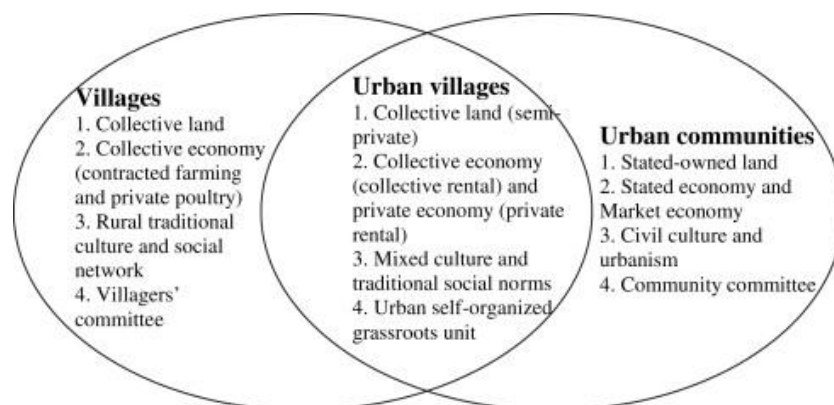 Villages
1. Collective land
2. Collective economy
(contracted farming
and private poultry)
3. Rural traditional
culture and social
network
4. Villagers'
committee
Urban villages
1. Collective land (semi-
private)
2. Collective economy
(collective rental) and
private economy (private
rental)
3. Mixed culture and
traditional social norms
4. Urban self-organized
grassroots unit
Urban communities
1. Stated-owned land
2. Stated economy and
Market economy
3. Civil culture and
urbanism
4. Community committee